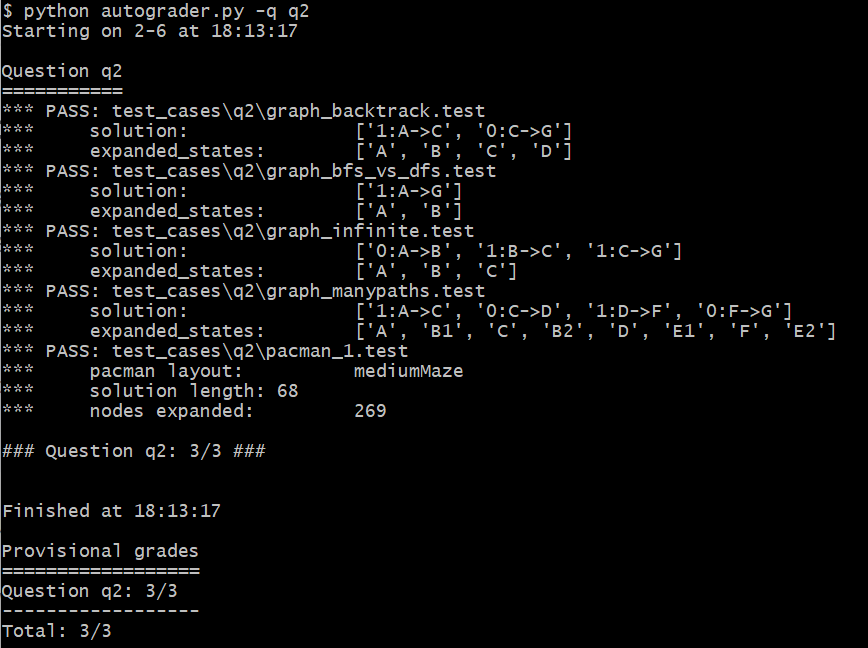 $ python autograder.py -q q2
Starting on 2-6 at 18:13:17
Question q2
===========
*** PASS: test_cases\q2\graph_backtrack.test
***     solution:               ['1:A->C', '0:C->G']
***     expanded_states:        ['A', 'B', 'C', 'D']
*** PASS: test_cases\q2\graph_bfs_vs_dfs.test
***     solution:               ['1:A->G']
***     expanded_states:        ['A', 'B']
*** PASS: test_cases\q2\graph_infinite.test
***     solution:               ['0:A->B', '1:B->C', '1:C->G']
***     expanded_states:        ['A', 'B', 'C']
*** PASS: test_cases\q2\graph_manypaths.test
***     solution:               ['1:A->C', '0:C->D', '1:D->F', '0:F->G']
***     expanded_states:        ['A', 'B1', 'C', 'B2', 'D', 'E1', 'F', 'E2']
*** PASS: test_cases\q2\pacman_1.test
***     pacman layout:          mediumMaze
***     solution length: 68
***     nodes expanded:         269
### Question q2: 3/3 ###
Finished at 18:13:17
Provisional grades
==================
Question q2: 3/3
------------------
Total: 3/3